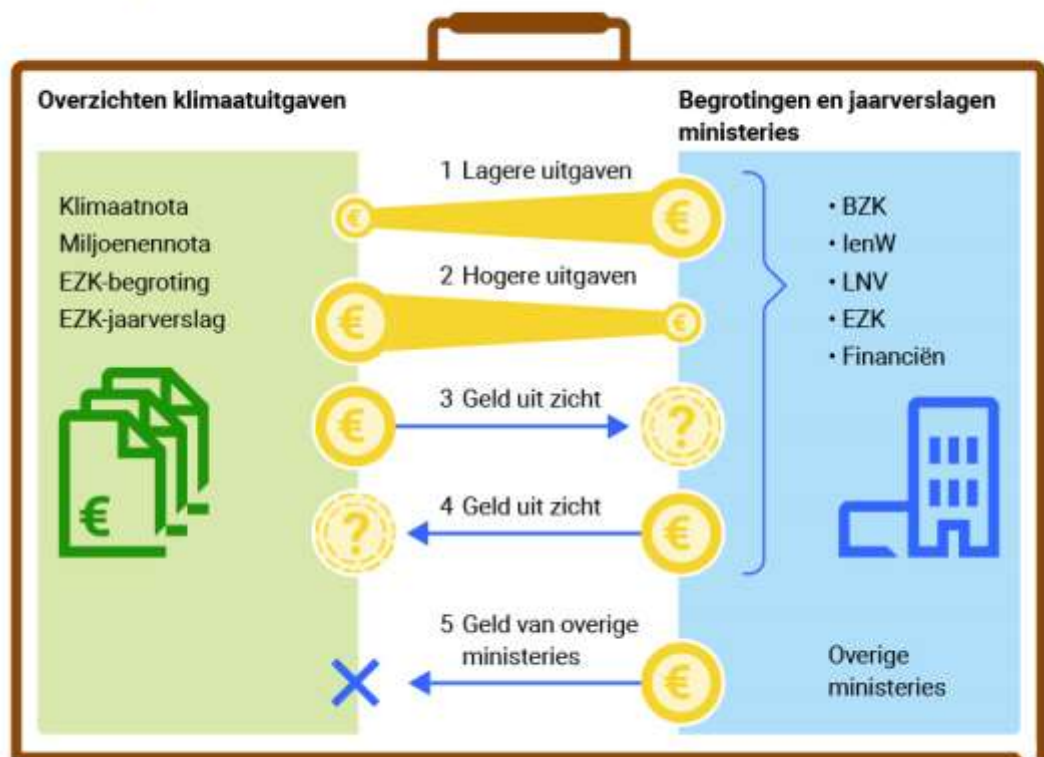 Overzichten klimaatuitgaven
Begrotingen en jaarverslagen
ministeries
Klimaatnota
Miljoenennota
EZK-begroting
EZK-jaarverslag
€
1 Lagere uitgaven
€
€
2 Hogere uitgaven
€
€
3 Geld uit zicht
€
?
4 Geld uit zicht
?
€
5 Geld van overige
ministeries
€
• BZK
• IenW
• LNV
• EZK
• Financiën
Overige
ministeries